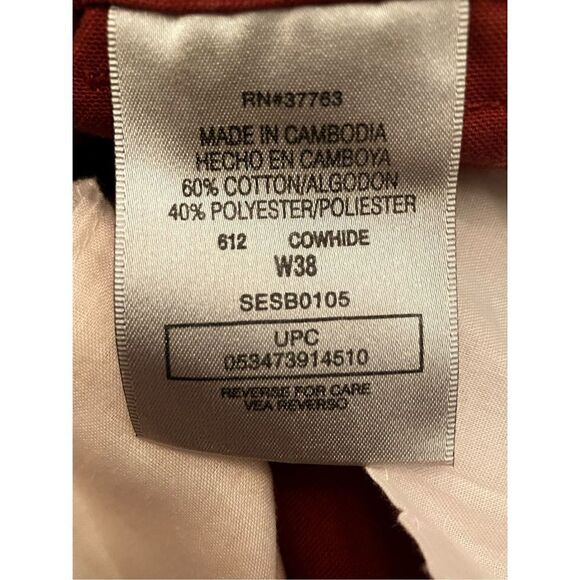 RN#37763
MADE IN CAMBODIA
HECHO EN CAMBOYA
60% COTTON/ALGODON
40% POLYESTER/POLIESTER
612 COWHIDE
W38
SESB0105
UPC
053473914510
REVERSE FOR CARE
VEA REVERSO